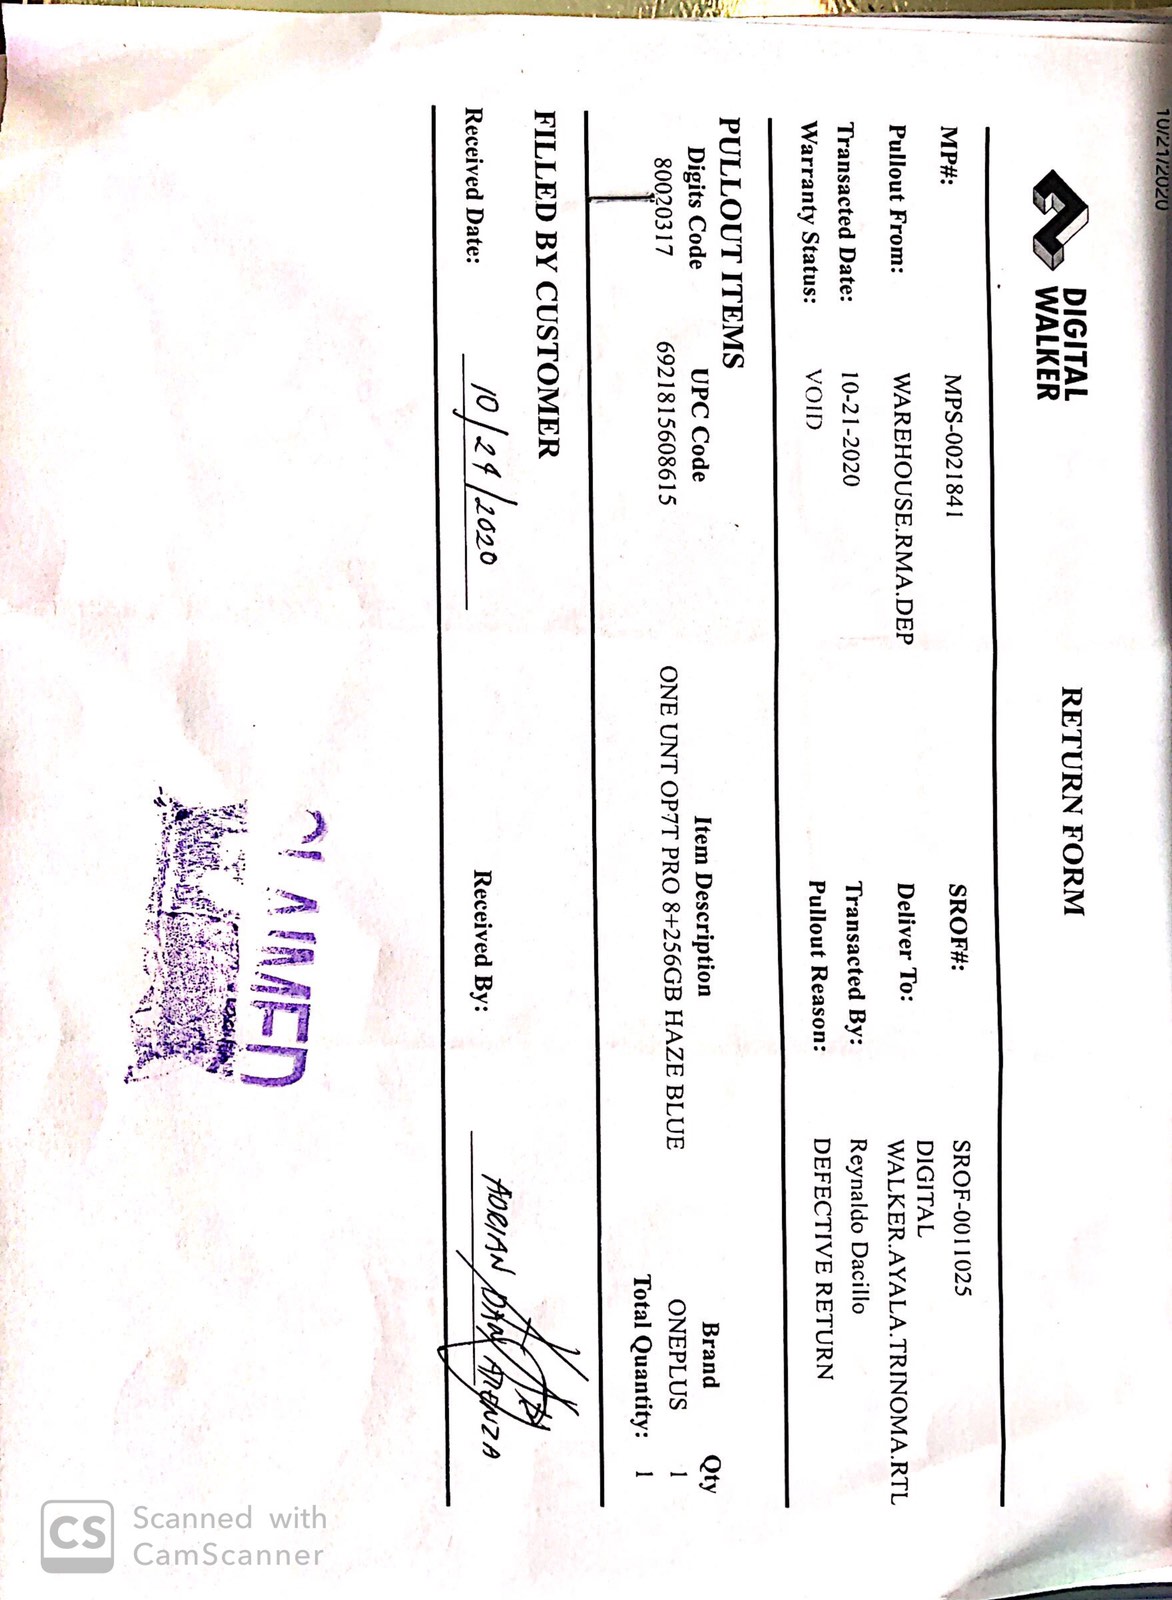 10/21/2020
DIGITAL
WALKER
RETURN FORM
MP#: MPS-0021841 SROF#: SROF-0011025
Pullout From: WAREHOUSE.RMA.DEP Deliver To: DIGITAL
WALKER.AYALA.TRINOMA.RTL
Transacted Date: 10-21-2020 Transacted By: Reynaldo Dacillo
Warranty Status: VOID Pullout Reason: DEFECTIVE RETURN
PULLOUT ITEMS
Digits Code UPC Code Item Description Brand Qty
80020317 6921815608615 ONE UNT OP7T PRO 8+256GB HAZE BLUE ONEPLUS 1
Total Quantity: 1
FILLED BY CUSTOMER
Received Date: 10/24/2020 Received By: ADRIAN
CLAIMED
CS Scanned with
CamScanner